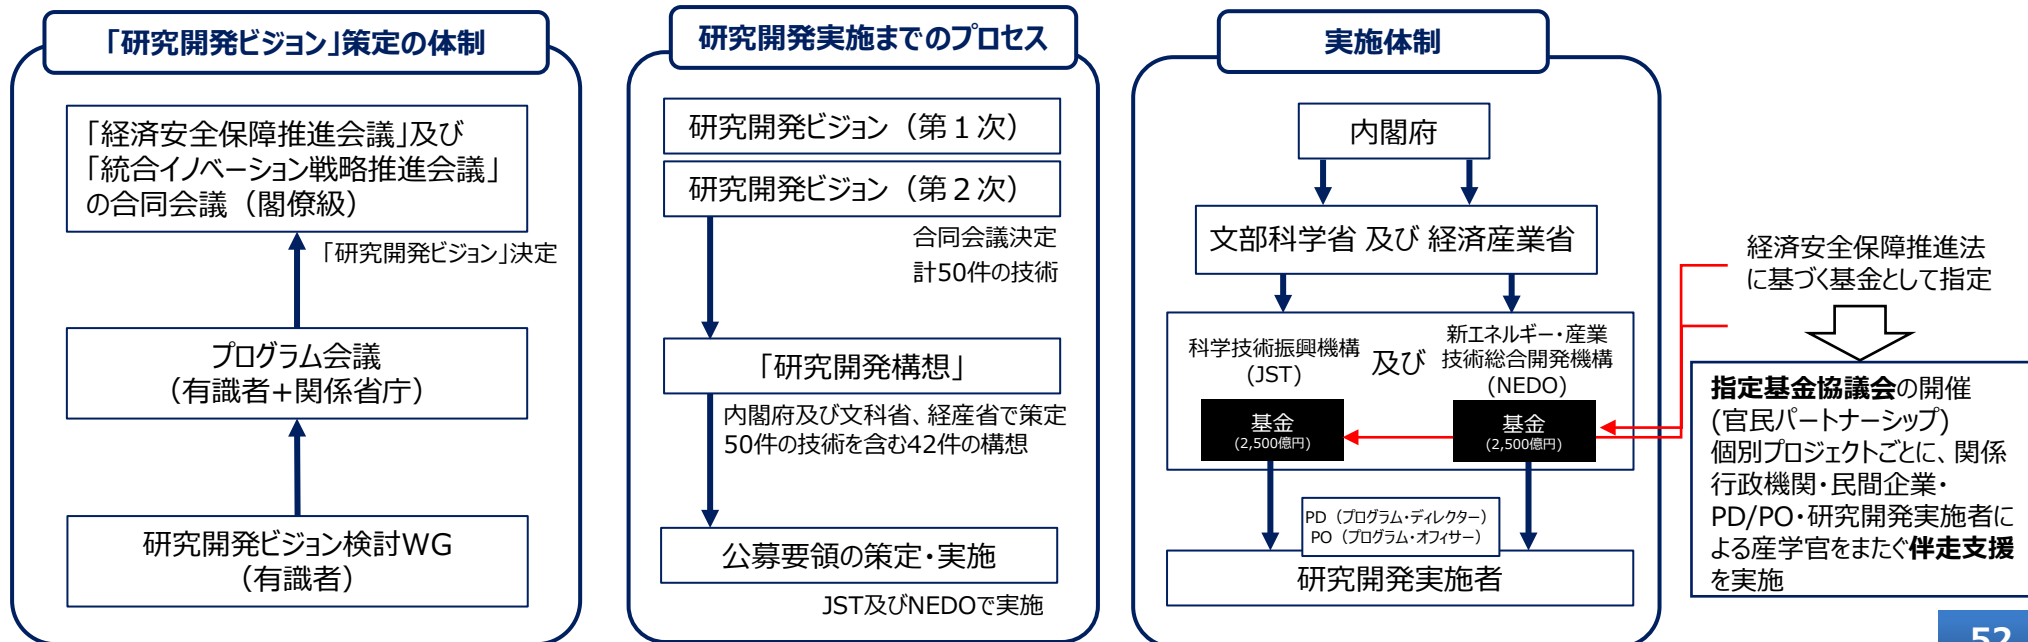 「研究開発ビジョン」策定の体制
「経済安全保障推進会議」及び
「統合イノベーション戦略推進会議」
の合同会議（閣僚級）
「研究開発ビジョン」決定
プログラム会議
（有識者+関係省庁）
研究開発ビジョン検討WG
（有識者）
研究開発実施までのプロセス
研究開発ビジョン（第１次）
研究開発ビジョン（第２次）
合同会議決定
計50件の技術
「研究開発構想」
内閣府及び文科省、経産省で策定
50件の技術を含む42件の構想
公募要領の策定・実施
JST及びNEDOで実施
実施体制
内閣府
文部科学省 及び 経済産業省
科学技術振興機構
(JST)
及び
新エネルギー・産業
技術総合開発機構
(NEDO)
基金
(2,500億円)
基金
(2,500億円)
PD（プログラム・ディレクター）
PO（プログラム・オフィサー）
研究開発実施者
経済安全保障推進法
に基づく基金として指定
指定基金協議会の開催
(官民パートナーシップ)
個別プロジェクトごとに、関係
行政機関・民間企業・
PD/PO・研究開発実施者に
よる産学官をまたぐ伴走支援
を実施
52